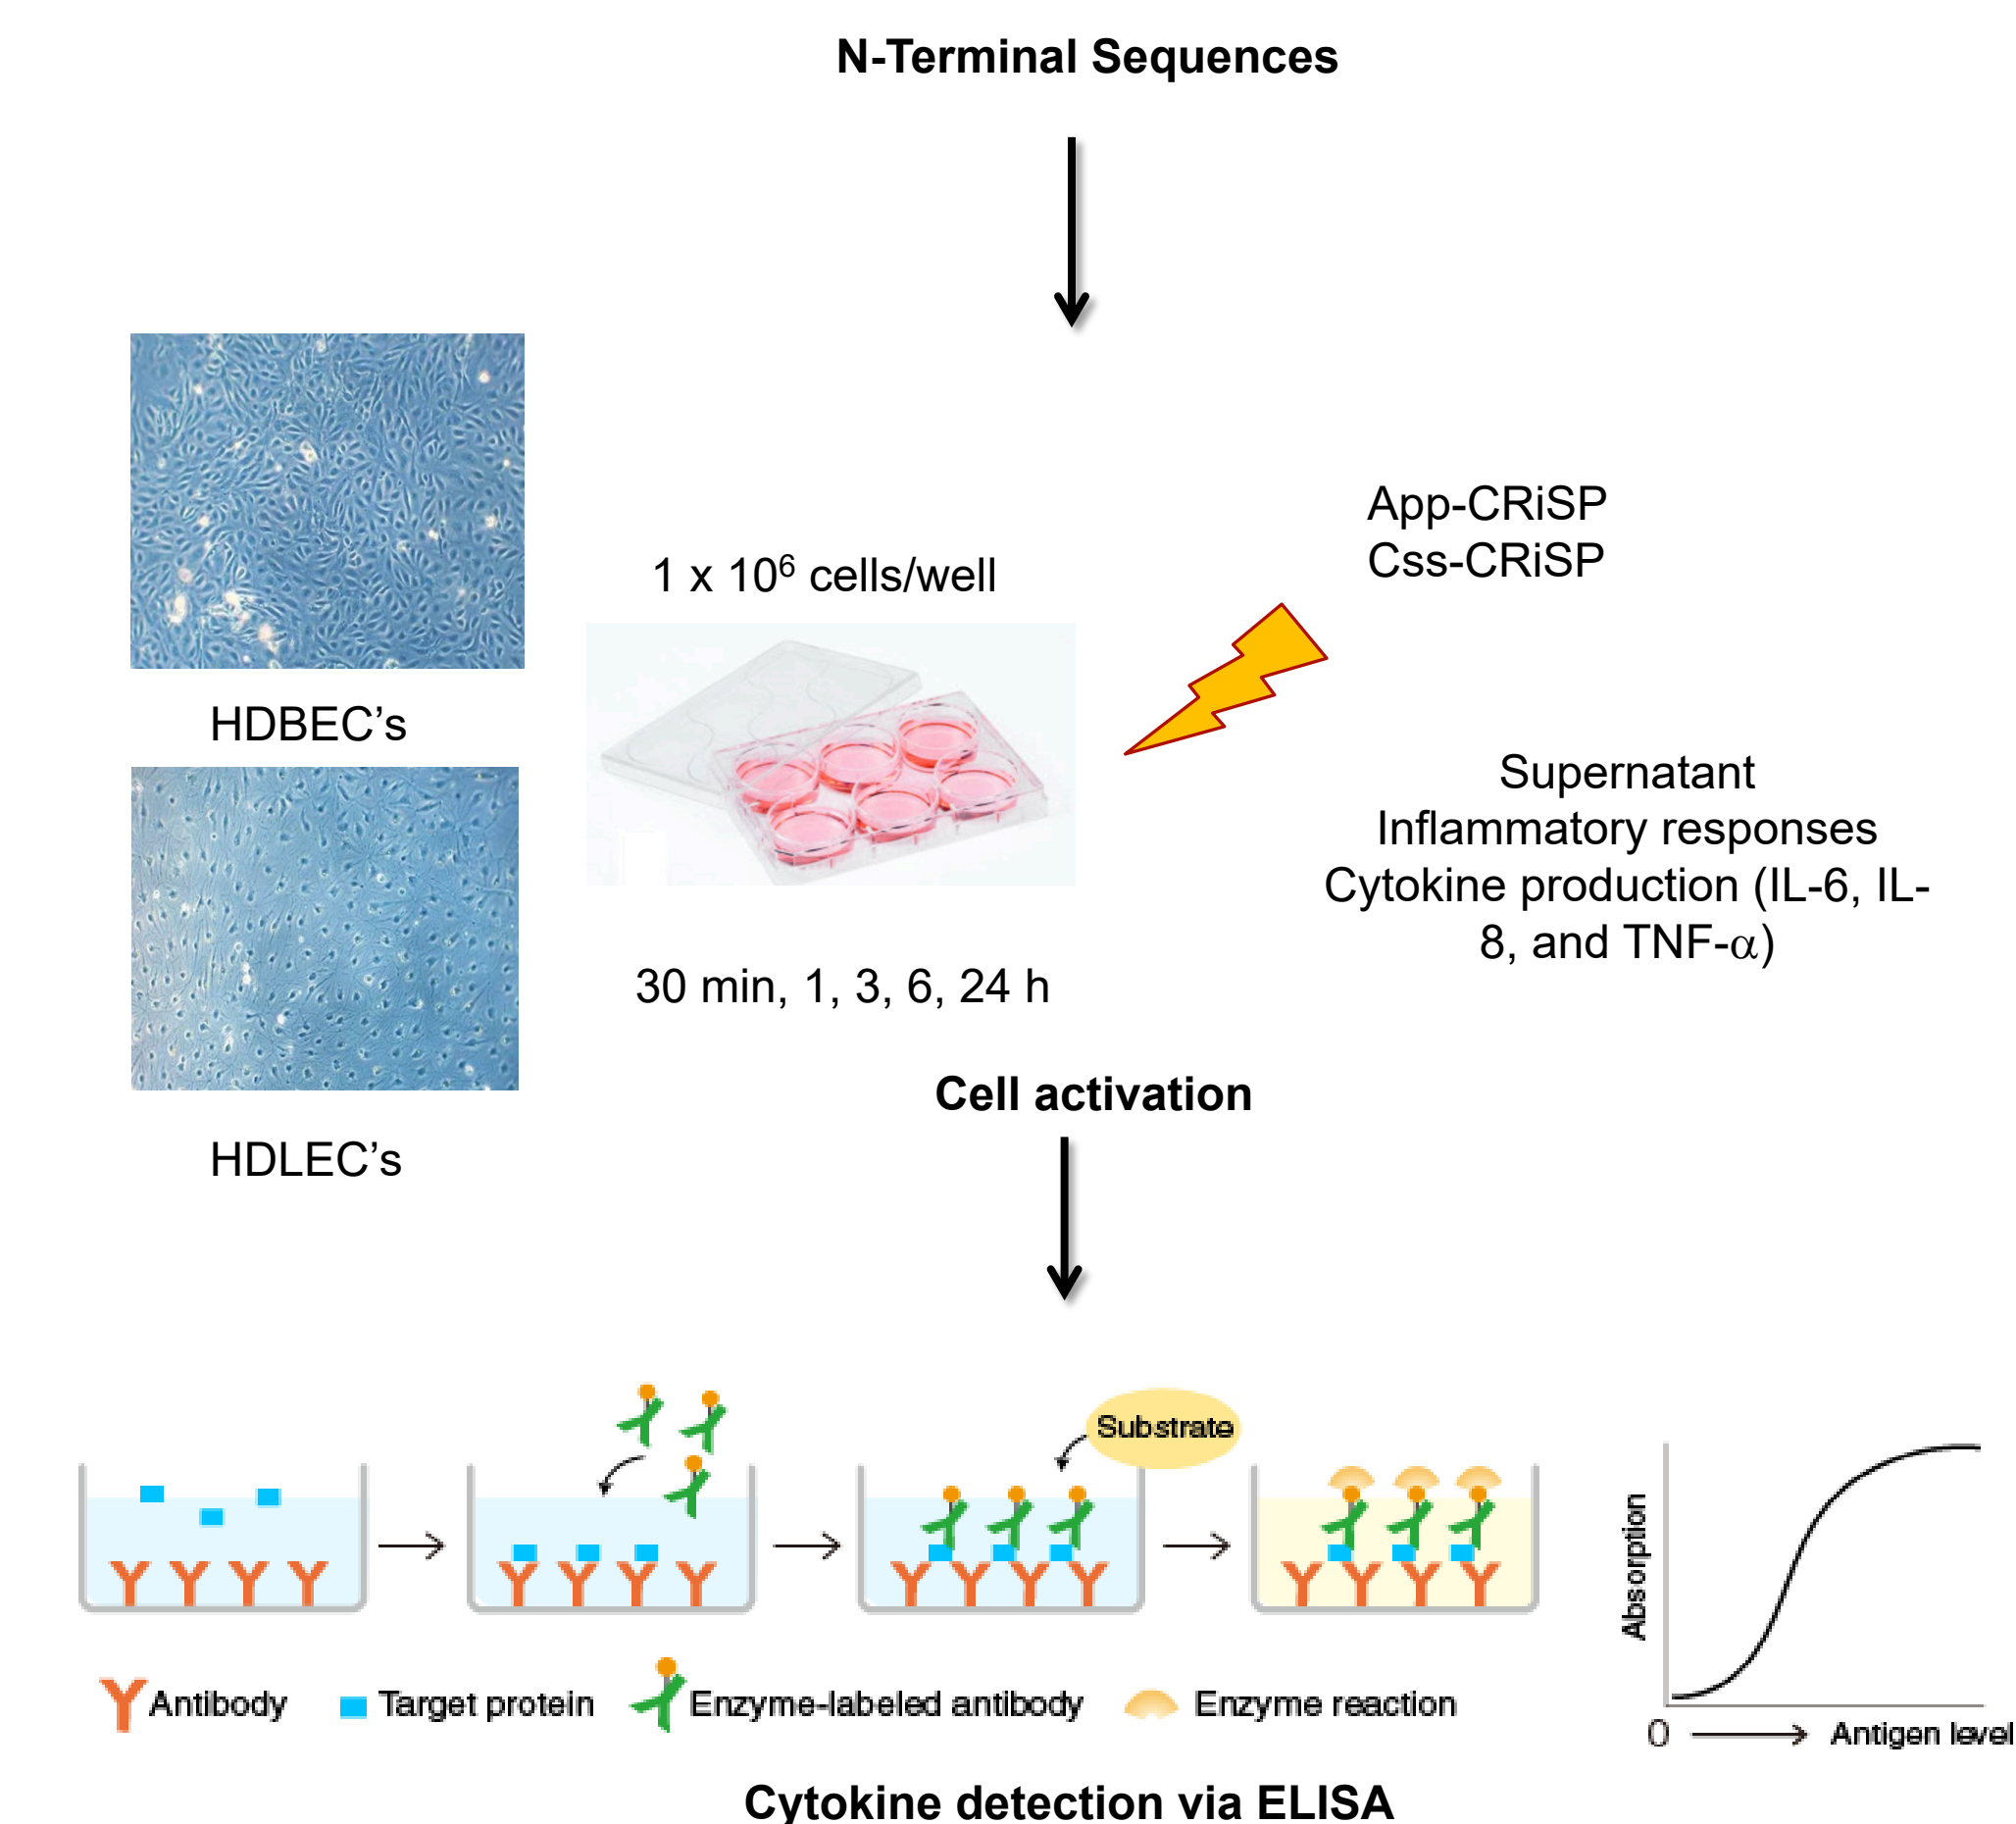 N-Terminal Sequences
App-CRiSP
Css-CRiSP
1 x 10⁶ cells/well
HDBEC’s
Supernatant
Inflammatory responses
Cytokine production (IL-6, IL-
8, and TNF-α)
30 min, 1, 3, 6, 24 h
Cell activation
HDLEC’s
Substrate
Absorption
Antibody
Target protein
Enzyme-labeled antibody
Enzyme reaction
0
Antigen level
Cytokine detection via ELISA